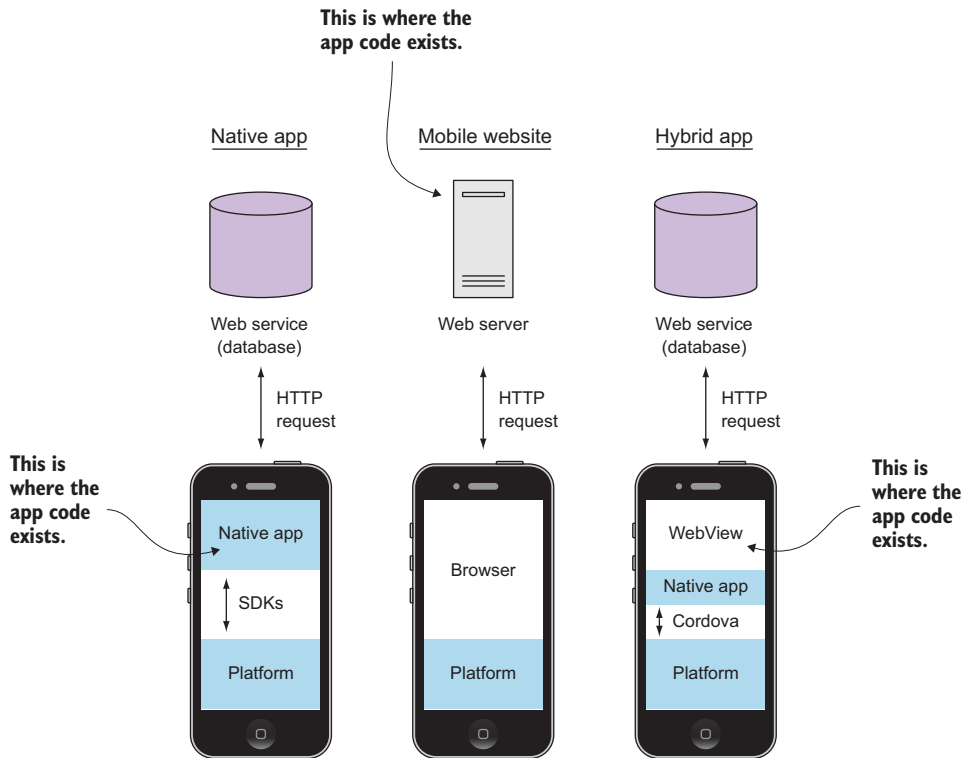 This is where the
app code exists.
Native app
Mobile website
Hybrid app
Web service
(database)
Web server
Web service
(database)
HTTP
request
HTTP
request
HTTP
request
This is
where the
app code
exists.
This is
where the
app code
exists.
Native app
SDKs
Platform
Browser
Platform
WebView
Native app
Cordova
Platform